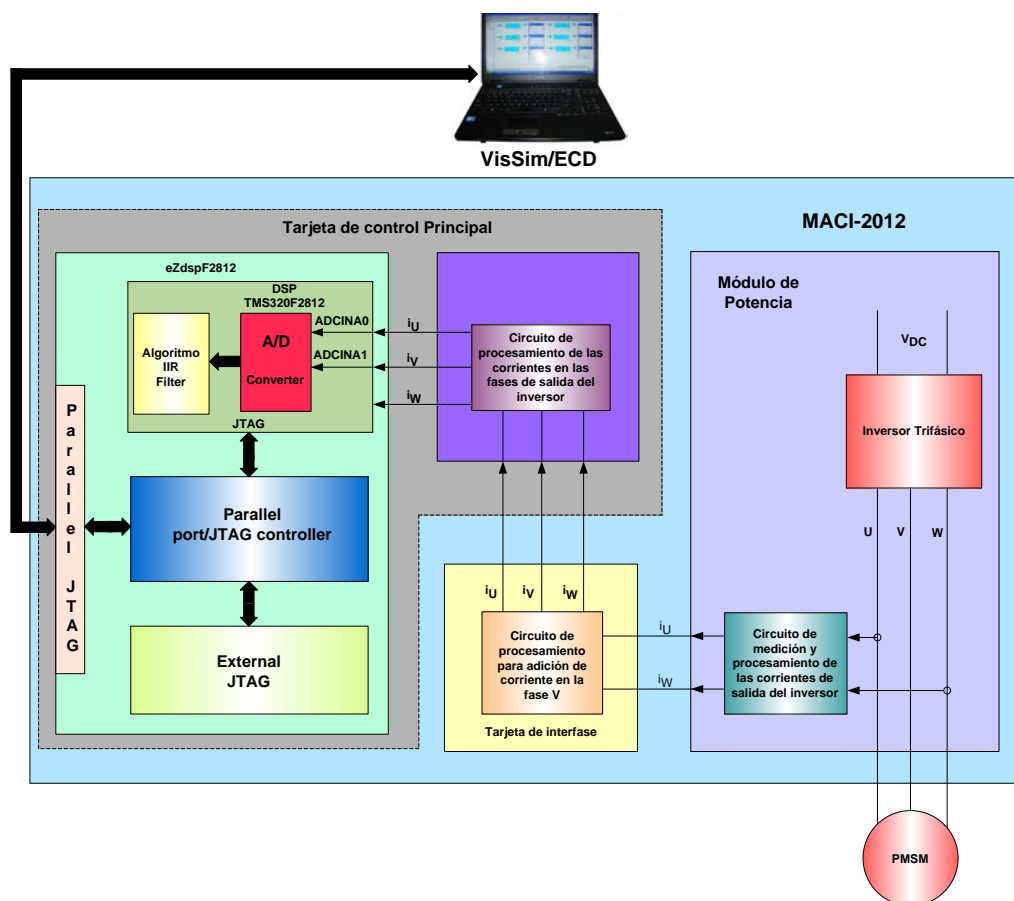 VisSim/ECD
MACI-2012
Tarjeta de control Principal
eZdspF2812
DSP
TMS320F2812
Algoritmo
IIR
Filter
A/D
Converter
ADCINA0
ADCINA1
JTAG
iU
iV
iW
Circuito de
procesamiento de las
corrientes en las
fases de salida del
inversor
Parallel JTAG
Parallel
port/JTAG controller
External
JTAG
iU
iV
iW
Circuito de
procesamiento
para adición de
corriente en la
fase V
Tarjeta de interfase
iU
iW
Módulo de
Potencia
VDC
Inversor Trifásico
U
V
W
Circuito de
medición y
procesamiento de
las corrientes de
salida del inversor
PMSM